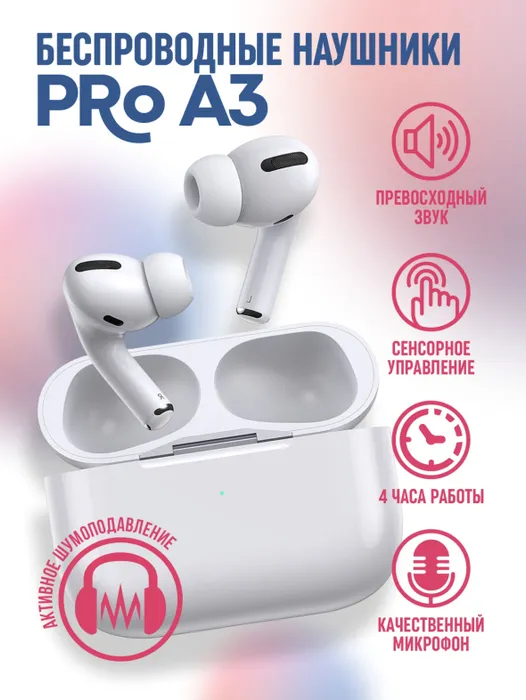 БЕСПРОВОДНЫЕ НАУШНИКИ
PRO A3
ПРЕВОСХОДНЫЙ
ЗВУК
СЕНСОРНОЕ
УПРАВЛЕНИЕ
4 ЧАСА РАБОТЫ
АКТИВНОЕ ШУМОПОДАВЛЕНИЕ
КАЧЕСТВЕННЫЙ
МИКРОФОН